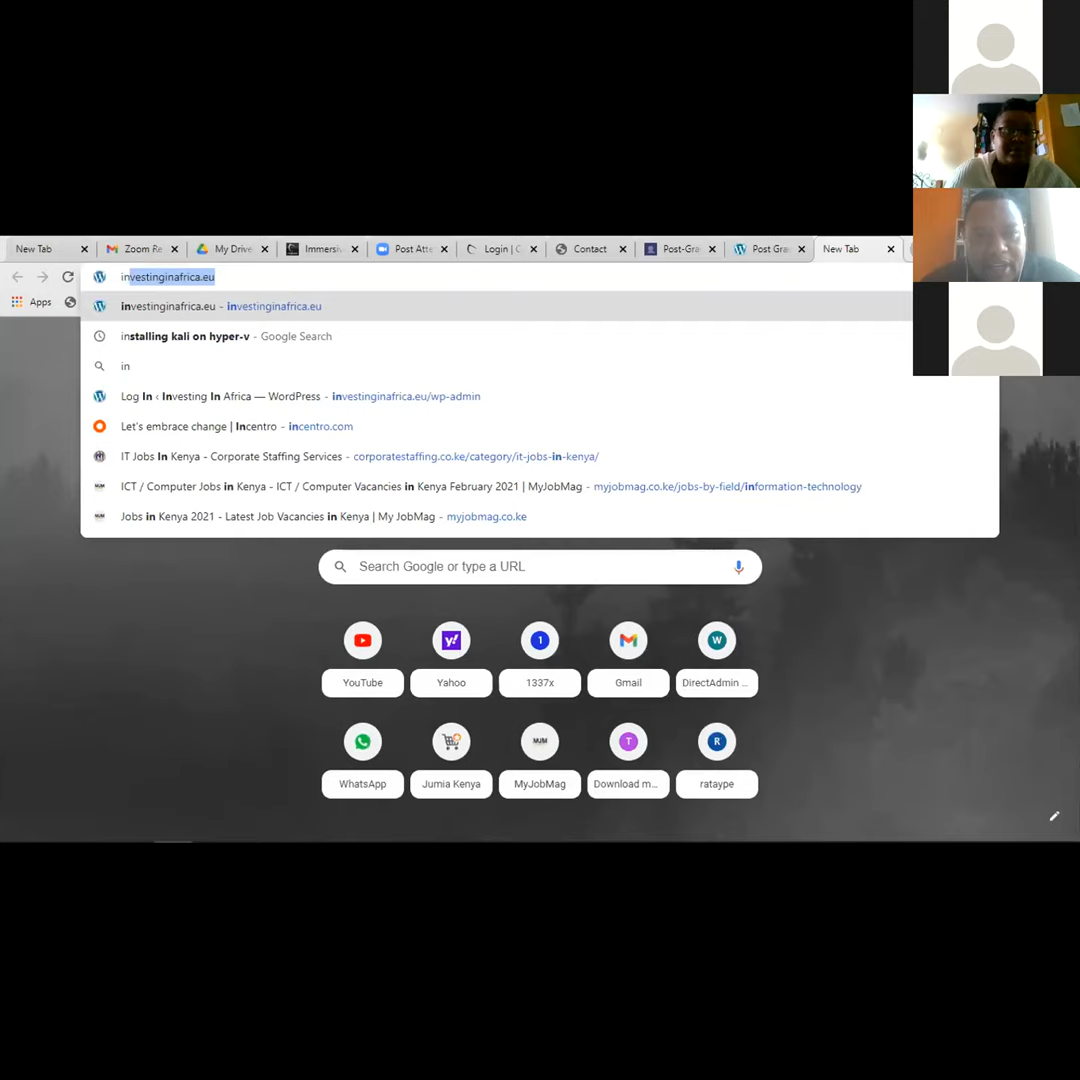 New Tab
Zoom Re
My Drive
Immersiv
Post Atte
Login | C
Contact
Post-Gra
Post Gra
New Tab
investinginafrica.eu
Apps
investinginafrica.eu - investinginafrica.eu
installing kali on hyper-v - Google Search
in
Log In ‹ Investing In Africa — WordPress - investinginafrica.eu/wp-admin
Let's embrace change | Incentro - incentro.com
IT Jobs In Kenya - Corporate Staffing Services - corporatestaffing.co.ke/category/it-jobs-in-kenya/
ICT / Computer Jobs in Kenya - ICT / Computer Vacancies in Kenya February 2021 | MyJobMag - myjobmag.co.ke/jobs-by-field/information-technology
Jobs in Kenya 2021 - Latest Job Vacancies in Kenya | My JobMag - myjobmag.co.ke
Search Google or type a URL
y! 1 W
YouTube Yahoo 1337x Gmail DirectAdmin ...
MJM T R
WhatsApp Jumia Kenya MyJobMag Download m... rataype